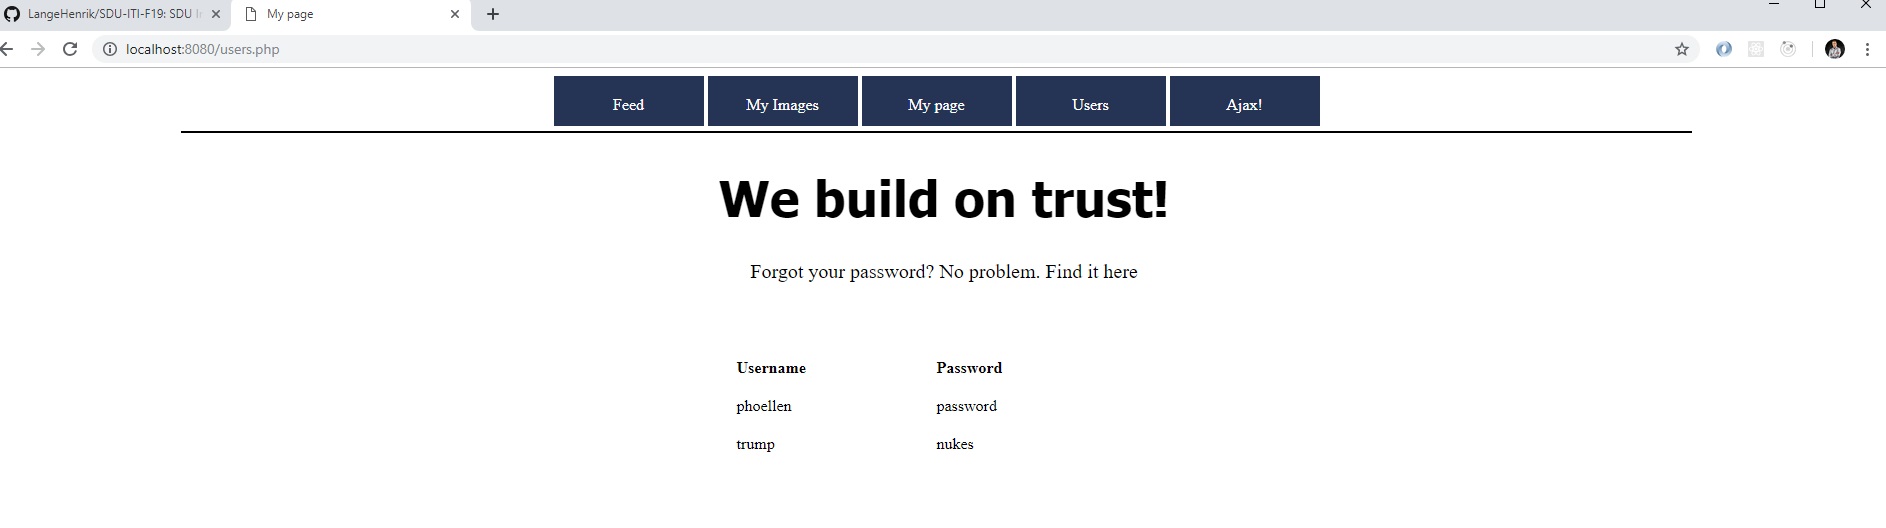 LangeHenrik/SDU-ITI-F19: SDU
My page
localhost:8080/users.php
Feed My Images My page Users Ajax!
We build on trust!
Forgot your password? No problem. Find it here
Username Password
phoellen password
trump nukes